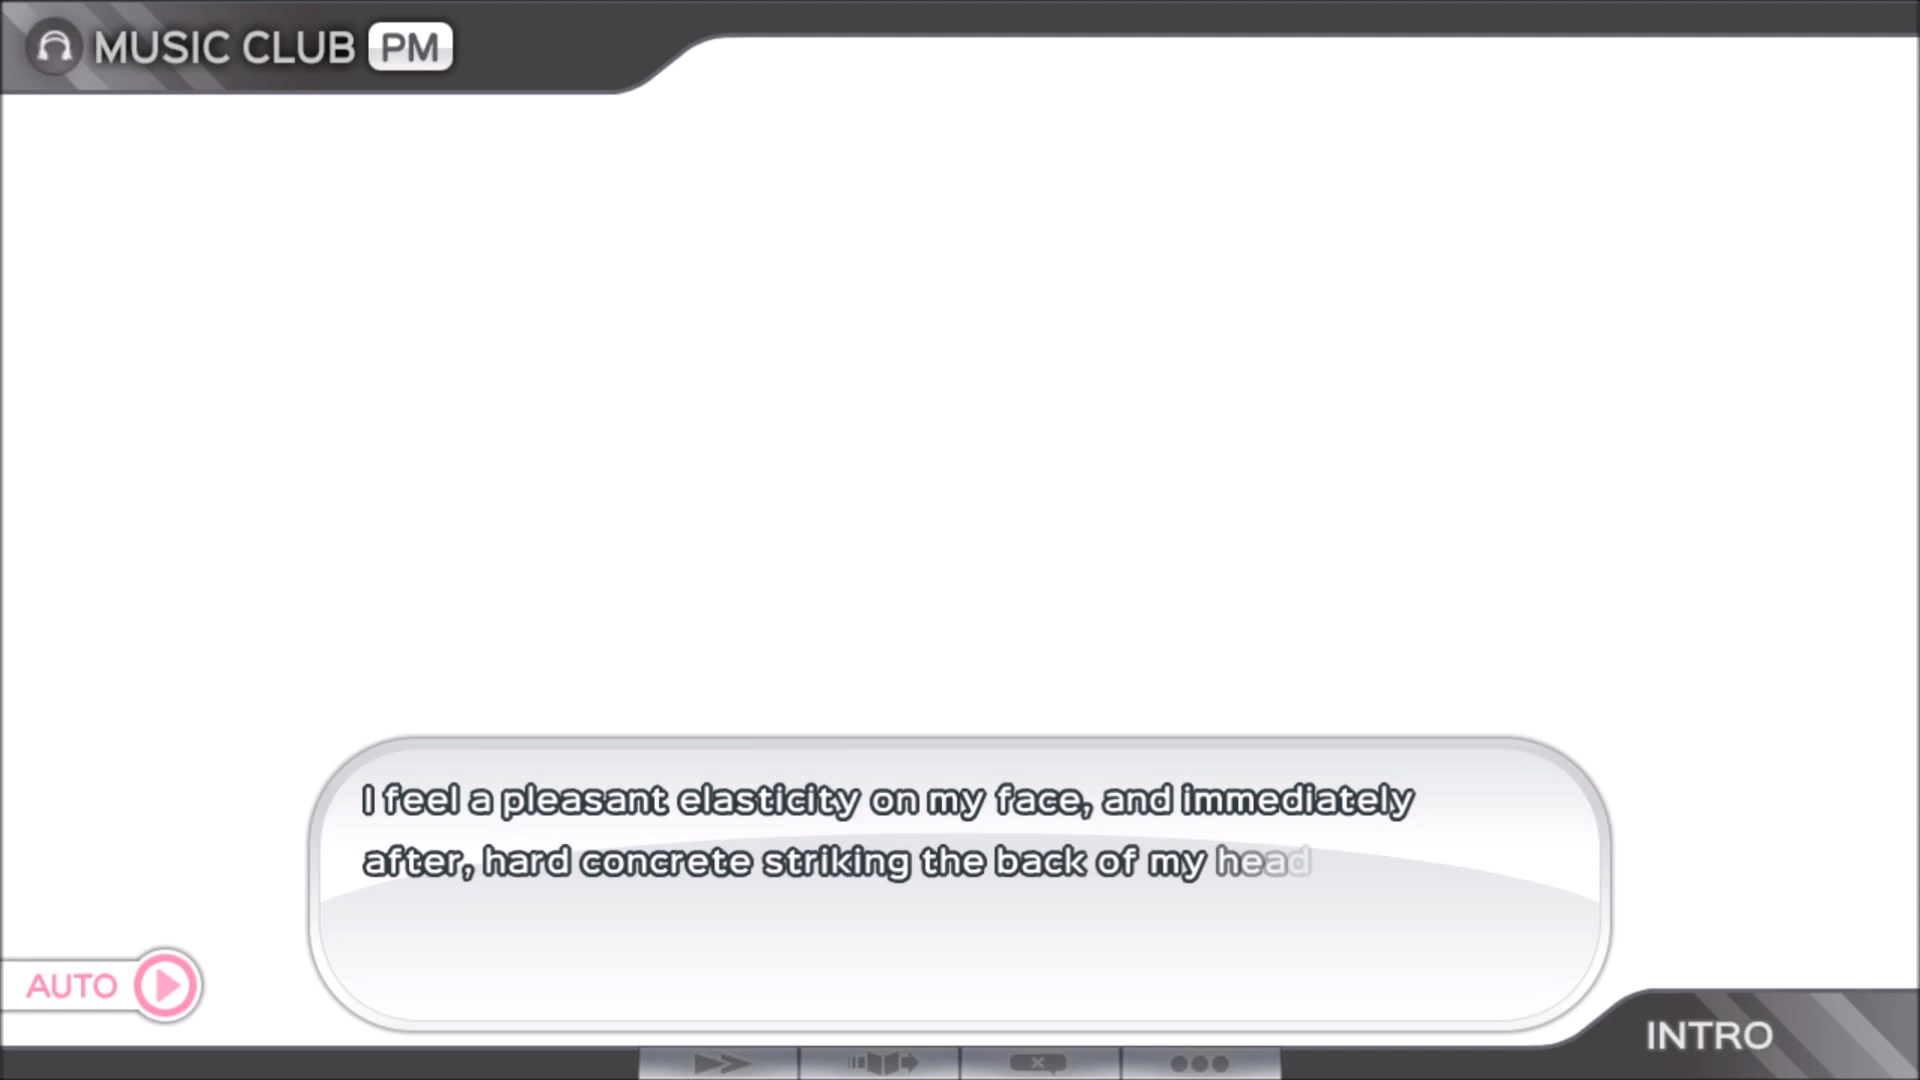 MUSIC CLUB PM
I feel a pleasant elasticity on my face, and immediately
after, hard concrete striking the back of my head
AUTO
INTRO